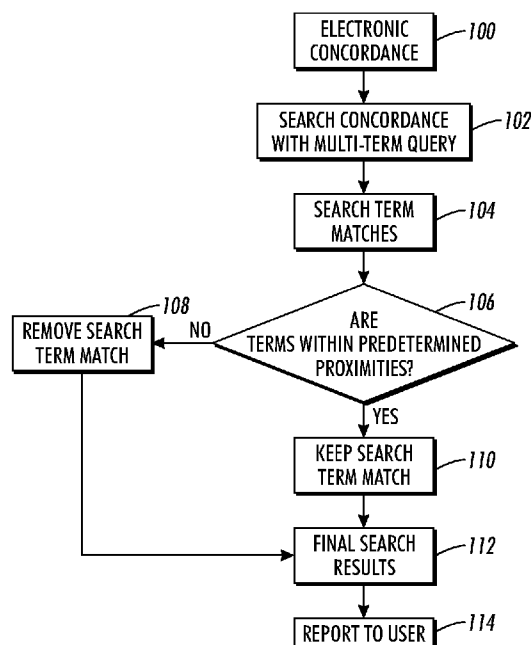 ELECTRONIC
CONCORDANCE
100
SEARCH CONCORDANCE
WITH MULTI-TERM QUERY
102
SEARCH TERM
MATCHES
104
106
ARE
TERMS WITHIN PREDETERMINED
PROXIMITIES?
NO
108
REMOVE SEARCH
TERM MATCH
YES
KEEP SEARCH
TERM MATCH
110
FINAL SEARCH
RESULTS
112
REPORT TO USER
114